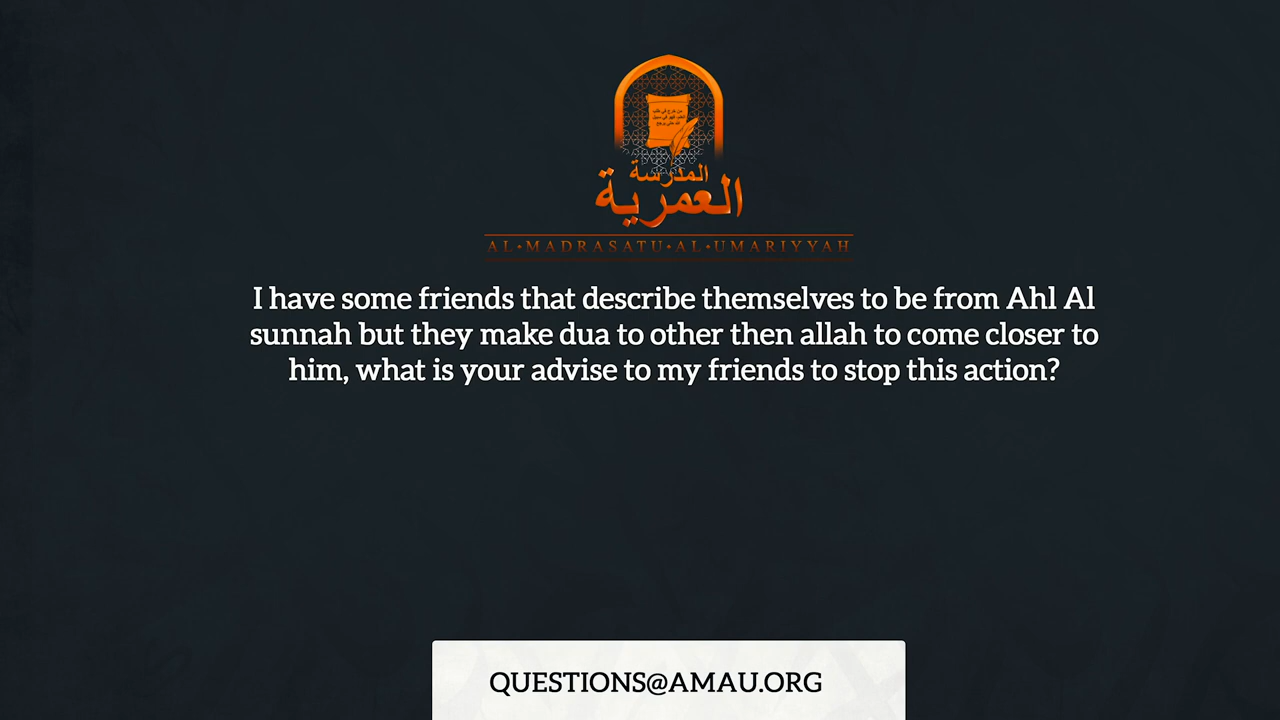 المدرسة
العمرية
AL•MADRASATU•AL•UMARIYYAH
I have some friends that describe themselves to be from Ahl Al
sunnah but they make dua to other then allah to come closer to
him, what is your advise to my friends to stop this action?
QUESTIONS@AMAU.ORG